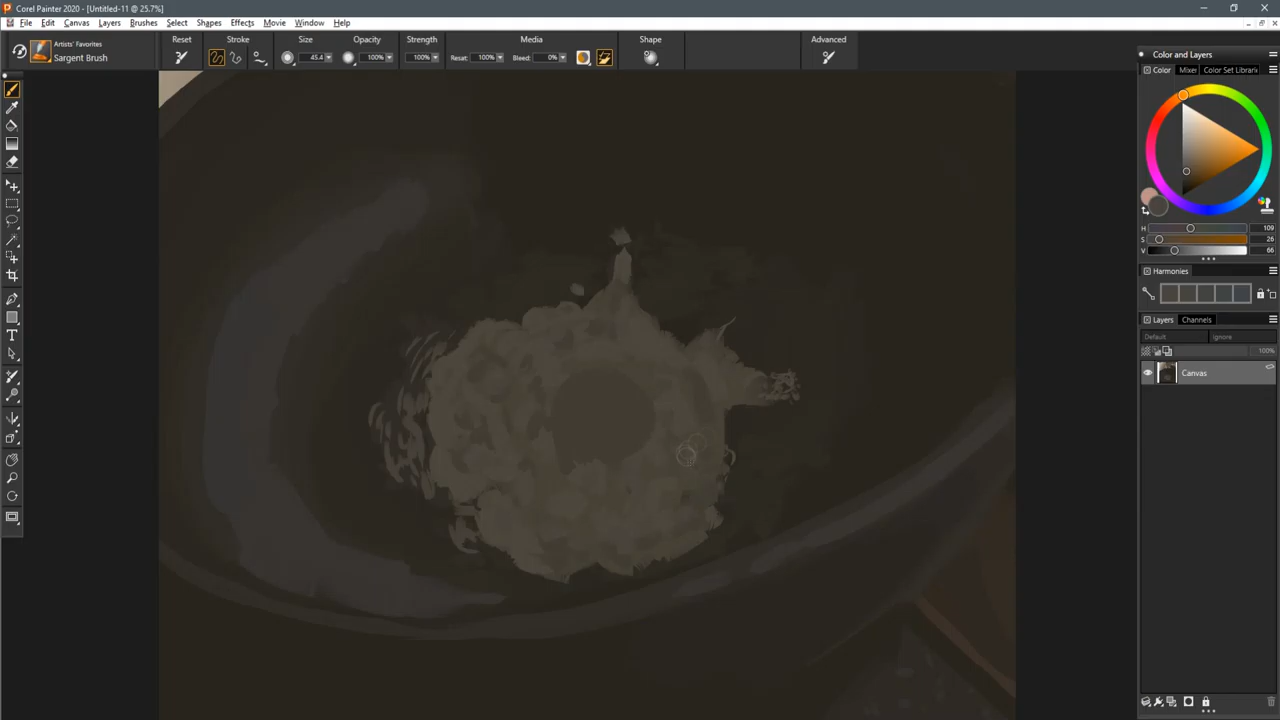 Corel Painter 2020 - [Untitled-11 @ 25.7%]
File Edit Canvas Layers Brushes Select Shapes Effects Movie Window Help
Artists' Favorites
Sargent Brush
Reset Stroke Size Opacity Strength Media Shape Advanced
45.4 100% 100% Resat: 100% Bleed: 0%
Color and Layers
Color Mixer Color Set Librari
H 109
S 26
V 66
Harmonies
Layers Channels
Default Ignore
100%
Canvas
T